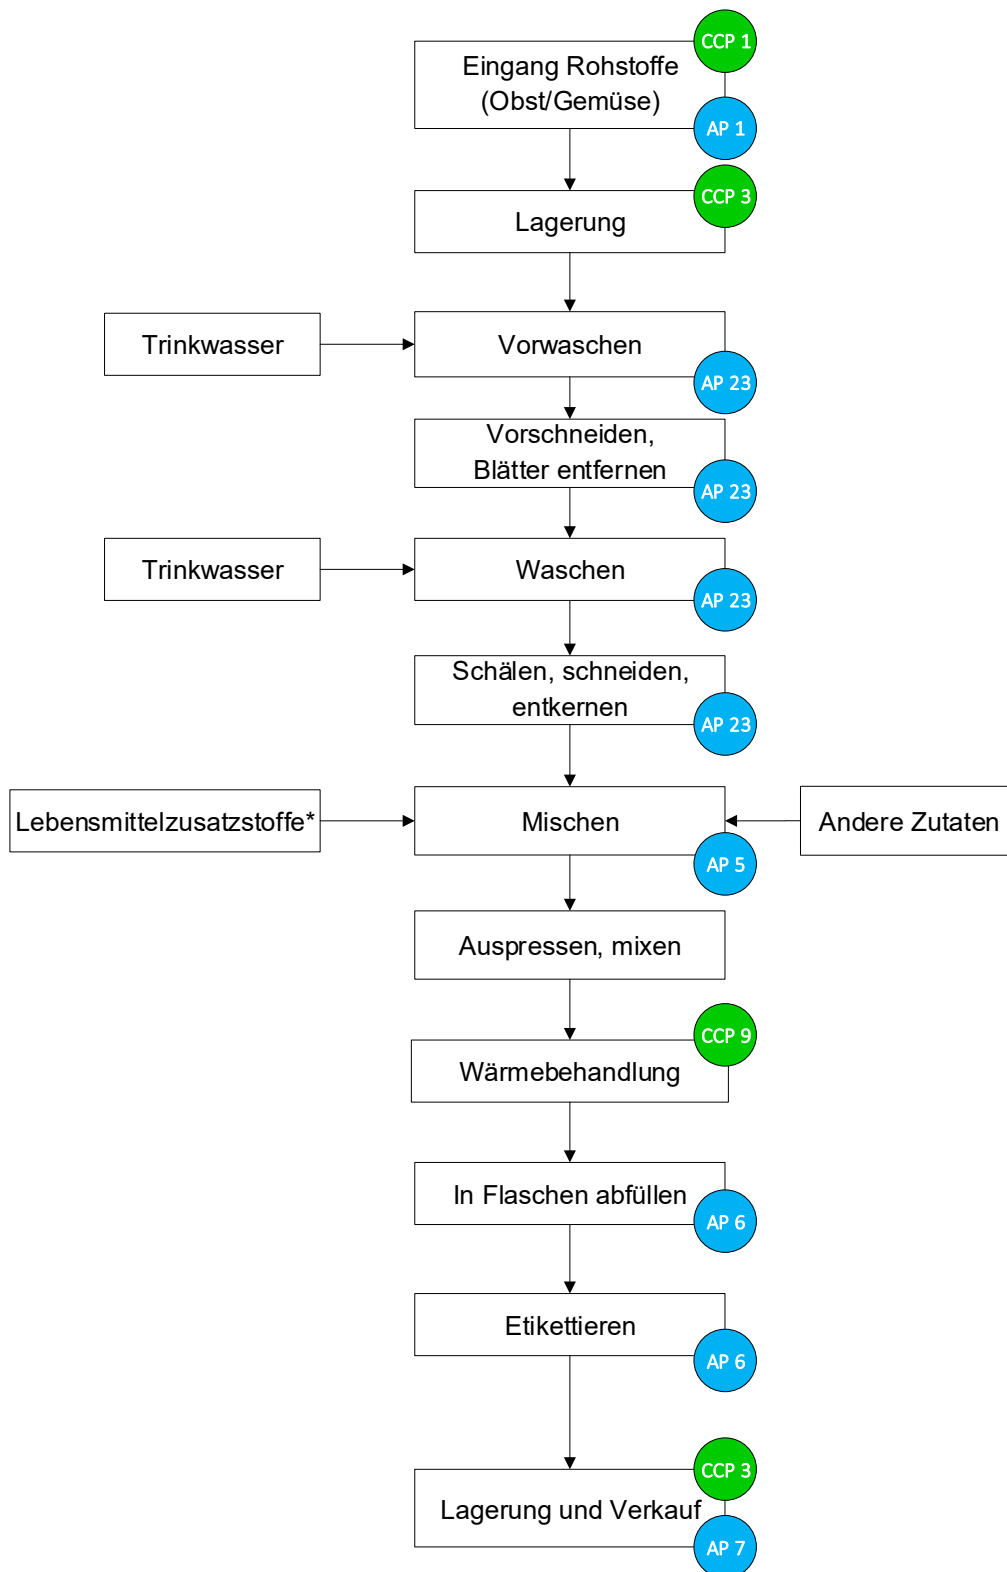 CCP 1
Eingang Rohstoffe
(Obst/Gemüse)
AP 1
CCP 3
Lagerung
Trinkwasser
Vorwaschen
AP 23
Vorschneiden,
Blätter entfernen
AP 23
Trinkwasser
Waschen
AP 23
Schälen, schneiden,
entkernen
AP 23
Lebensmittelzusatzstoffe*
Mischen
Andere Zutaten
AP 5
Auspressen, mixen
CCP 9
Wärmebehandlung
In Flaschen abfüllen
AP 6
Etikettieren
AP 6
CCP 3
Lagerung und Verkauf
AP 7